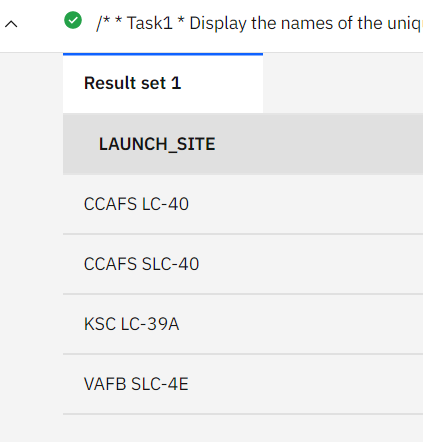 /* * Task1 * Display the names of the
Result set 1
LAUNCH_SITE
CCAFS LC-40
CCAFS SLC-40
KSC LC-39A
VAFB SLC-4E